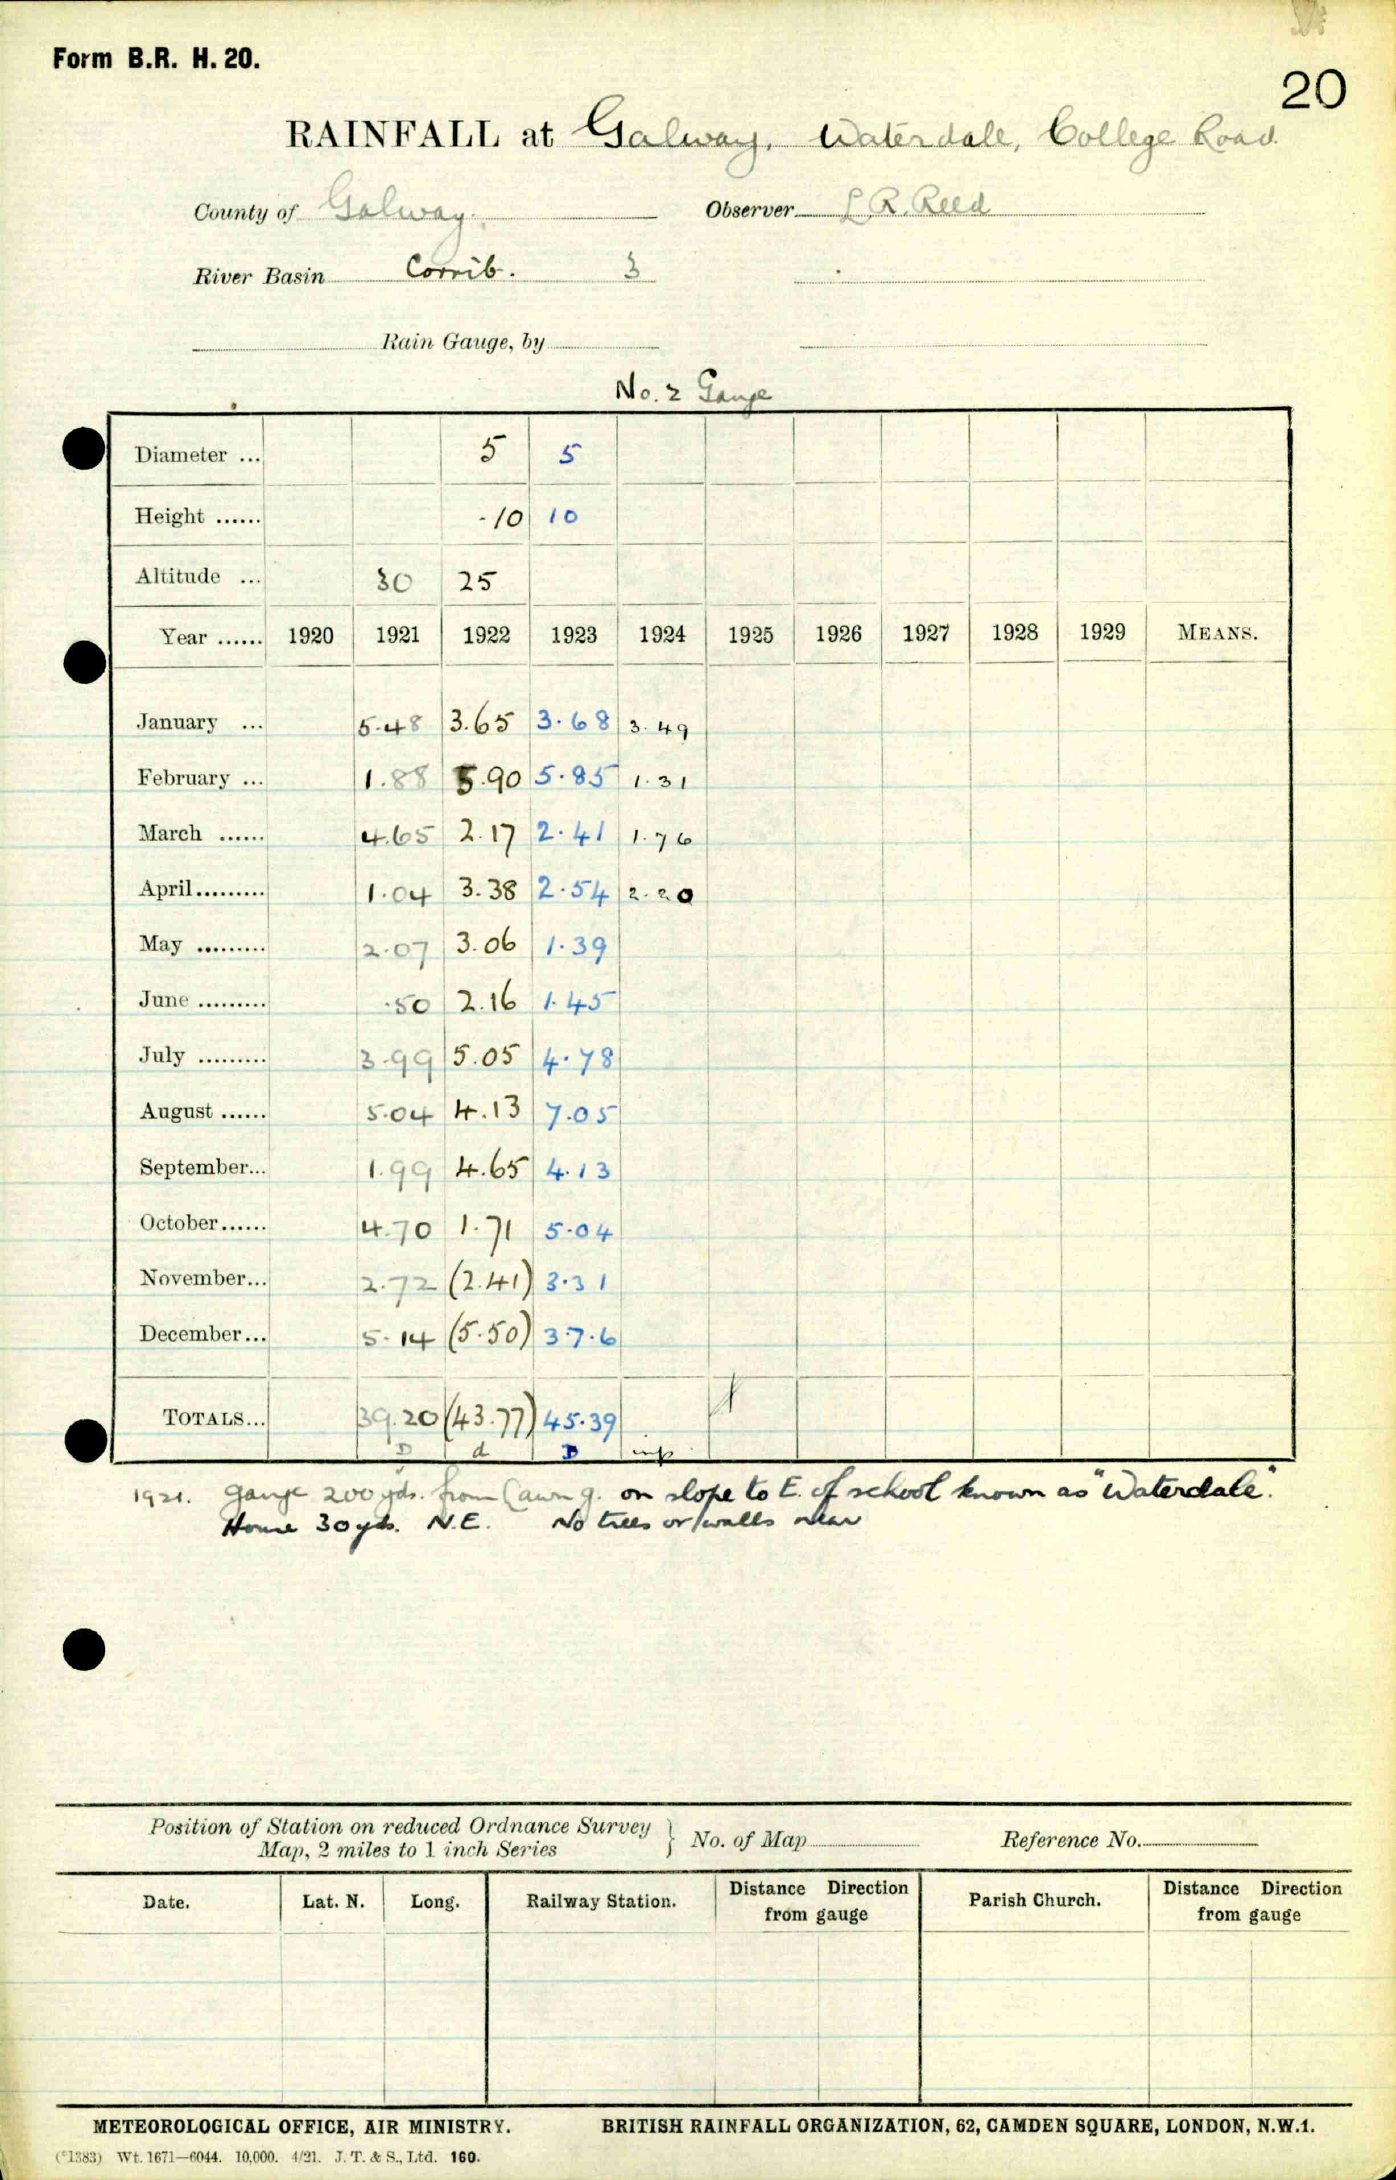 Form B.R. H. 20.
20
RAINFALL at Galway, Waterdale, College Road
County of Galway. Observer L R. Reed
River Basin Corrib. 3
Rain Gauge, by
No. 2 Gauge
Diameter ... 5 5
Height ...... ·10 10
Altitude ... 30 25
Year ...... 1920 1921 1922 1923 1924 1925 1926 1927 1928 1929 MEANS.
January ... 5.48 3.65 3.68 3.49
February ... 1.88 5.90 5.85 1.31
March ...... 4.65 2.17 2.41 1.76
April......... 1.04 3.38 2.54 2.20
May ......... 2.07 3.06 1.39
June ......... .50 2.16 1.45
July ......... 3.99 5.05 4.78
August ...... 5.04 4.13 7.05
September... 1.99 4.65 4.13
October...... 4.70 1.71 5.04
November... 2.72 (2.41) 3.31
December... 5.14 (5.50) 3.7.6
TOTALS... 39.20 (43.77) 45.39
D d D inp
1921. Gauge 200 yds. from on slope to E. of school known as "Waterdale".
House 30 yds. N.E. No trees or walls near
Position of Station on reduced Ordnance Survey
Map, 2 miles to 1 inch Series } No. of Map Reference No.
Date. Lat. N. Long. Railway Station. Distance Direction from gauge Parish Church. Distance Direction from gauge
METEOROLOGICAL OFFICE, AIR MINISTRY. BRITISH RAINFALL ORGANIZATION, 62, CAMDEN SQUARE, LONDON, N.W.1.
(*1383) Wt. 1671—6044. 10,000. 4/21. J. T. & S., Ltd. 160.